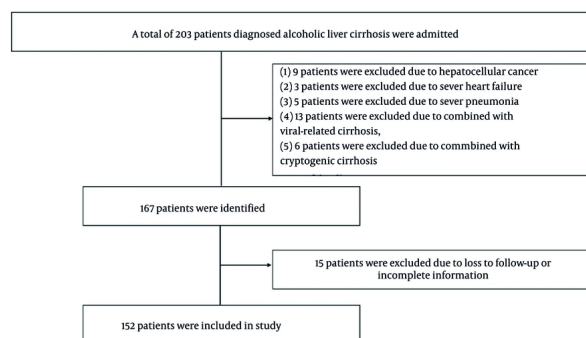 A total of 203 patients diagnosed alcoholic liver cirrhosis were admitted
(1) 9 patients were excluded due to hepatocellular cancer
(2) 3 patients were excluded due to sever heart failure
(3) 5 patients were excluded due to sever pneumonia
(4) 13 patients were excluded due to combined with
viral-related cirrhosis,
(5) 6 patients were excluded due to commbined with
cryptogenic cirrhosis
167 patients were identified
15 patients were excluded due to loss to follow-up or
incomplete information
152 patients were included in study